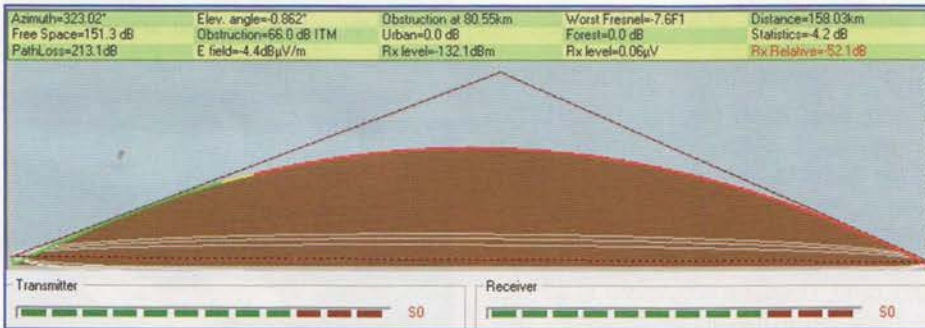 Azimuth=323.02° Elev. angle=-0.862° Obstruction at 80.55km Worst Fresnel=-7.6F1 Distance=158.03km
Free Space=151.3 dB Obstruction=66.0 dB ITM Urban=0.0 dB Forest=0.0 dB Statistics=-4.2 dB
PathLoss=213.1dB E field=-4.4dBµV/m Rx level=-132.1dBm Rx level=0.06µV Rx Relative=-52.1dB
Transmitter Receiver
S0 S0